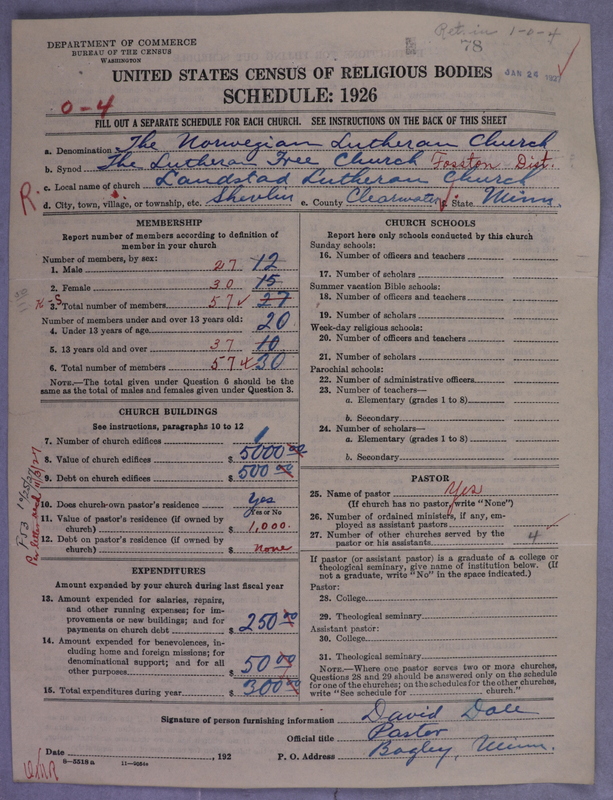 DEPARTMENT OF COMMERCE
BUREAU OF THE CENSUS
WASHINGTON
Retn in 1-0-4
78
JAN 24 1927
UNITED STATES CENSUS OF RELIGIOUS BODIES
SCHEDULE: 1926
0-4
FILL OUT A SEPARATE SCHEDULE FOR EACH CHURCH. SEE INSTRUCTIONS ON THE BACK OF THIS SHEET
a. Denomination The Norwegian Lutheran Church
b. Synod The Lutheran Free Church Fosston Dist.
R. c. Local name of church Landstad Lutheran Church
d. City, town, village, or township, etc. Shevlin e. County Clearwater f. State Minn.
MEMBERSHIP
Report number of members according to definition of
member in your church
Number of members, by sex:
1. Male 27 12
2. Female 30 15
3. Total number of members 57 27
Number of members under and over 13 years old:
4. Under 13 years of age 20
5. 13 years old and over 37 10
6. Total number of members 57 30
NOTE.—The total given under Question 6 should be the
same as the total of males and females given under Question 3.
CHURCH BUILDINGS
See instructions, paragraphs 10 to 12
7. Number of church edifices 1
8. Value of church edifices $ 5000 00
9. Debt on church edifices $ 500 00
10. Does church own pastor's residence Yes
Yes or No
11. Value of pastor's residence (if owned by
church) $ 1,000.
12. Debt on pastor's residence (if owned by
church) $ none
EXPENDITURES
Amount expended by your church during last fiscal year
13. Amount expended for salaries, repairs,
and other running expenses; for im-
provements or new buildings; and for
payments on church debt $ 250 00
14. Amount expended for benevolences, in-
cluding home and foreign missions; for
denominational support; and for all
other purposes $ 50 00
15. Total expenditures during year $ 300 00
CHURCH SCHOOLS
Report here only schools conducted by this church
Sunday schools:
16. Number of officers and teachers
17. Number of scholars
Summer vacation Bible schools:
18. Number of officers and teachers
19. Number of scholars
Week-day religious schools:
20. Number of officers and teachers
21. Number of scholars
Parochial schools:
22. Number of administrative officers
23. Number of teachers—
a. Elementary (grades 1 to 8)
b. Secondary
24. Number of scholars—
a. Elementary (grades 1 to 8)
b. Secondary
PASTOR
25. Name of pastor Yes
(If church has no pastor, write "None")
26. Number of ordained ministers, if any, em-
ployed as assistant pastors
27. Number of other churches served by the
pastor or his assistants 4
If pastor (or assistant pastor) is a graduate of a college or
theological seminary, give name of institution below. (If
not a graduate, write "No" in the space indicated.)
Pastor:
28. College
29. Theological seminary
Assistant pastor:
30. College
31. Theological seminary
NOTE.—Where one pastor serves two or more churches,
Questions 28 and 29 should be answered only on the schedule
for one of the churches; on the schedules for the other churches,
write "See schedule for church."
Signature of person furnishing information David Dale
Official title Pastor
Date , 192 P. O. Address Bagley, Minn.
8-5518a